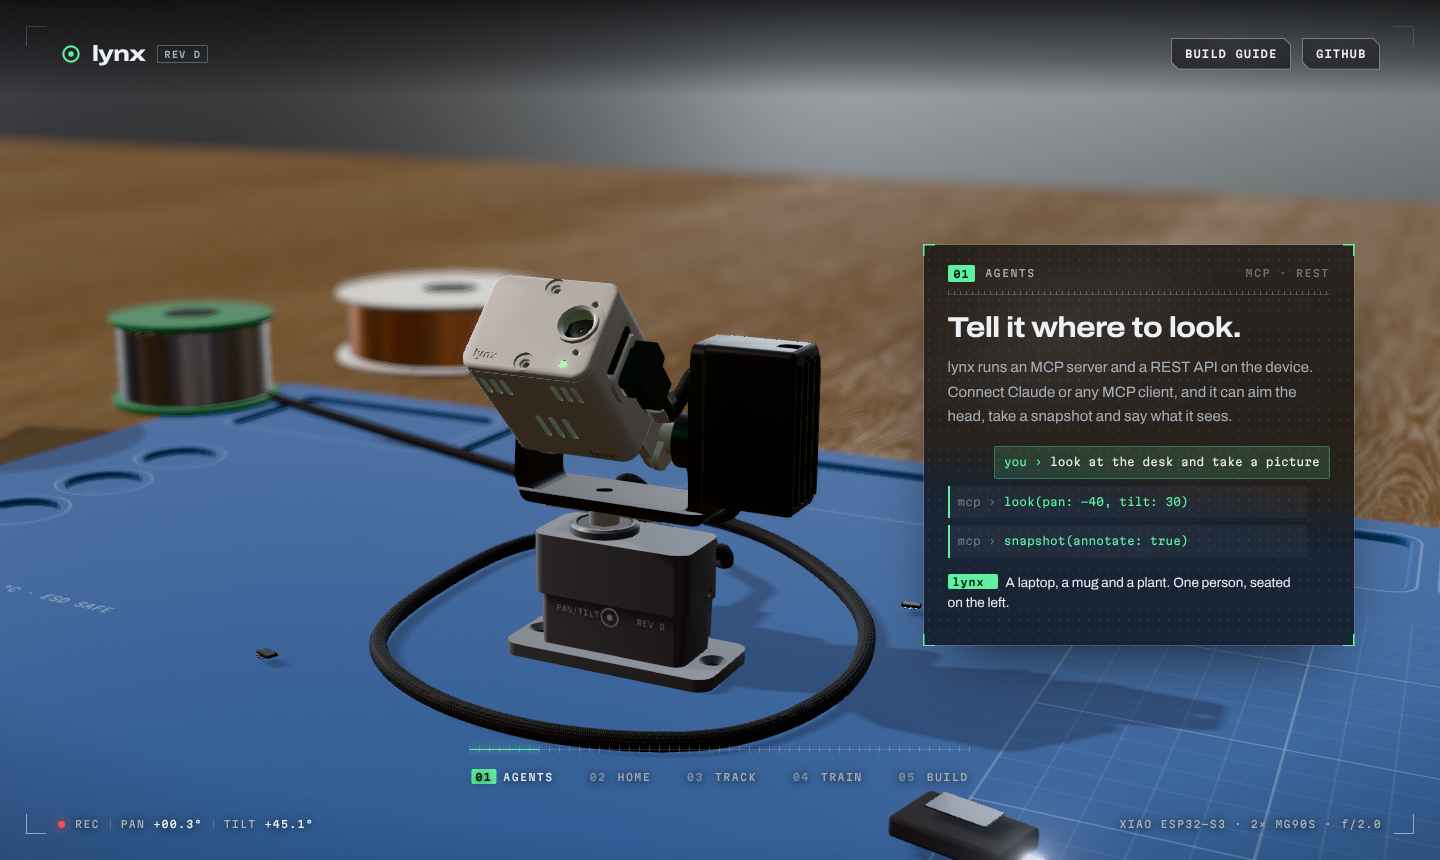 lynx REV D
BUILD GUIDE
GITHUB
01 AGENTS
MCP · REST
Tell it where to look.
lynx runs an MCP server and a REST API on the device.
Connect Claude or any MCP client, and it can aim the
head, take a snapshot and say what it sees.
you › look at the desk and take a picture
mcp › look(pan: −40, tilt: 30)
mcp › snapshot(annotate: true)
lynx A laptop, a mug and a plant. One person, seated
on the left.
lynx
lynx
°C · ESD SAFE
PAN/TILT REV D
01 AGENTS
02 HOME
03 TRACK
04 TRAIN
05 BUILD
REC | PAN +00.3° | TILT +45.1°
XIAO ESP32−S3 · 2× MG90S · f/2.0